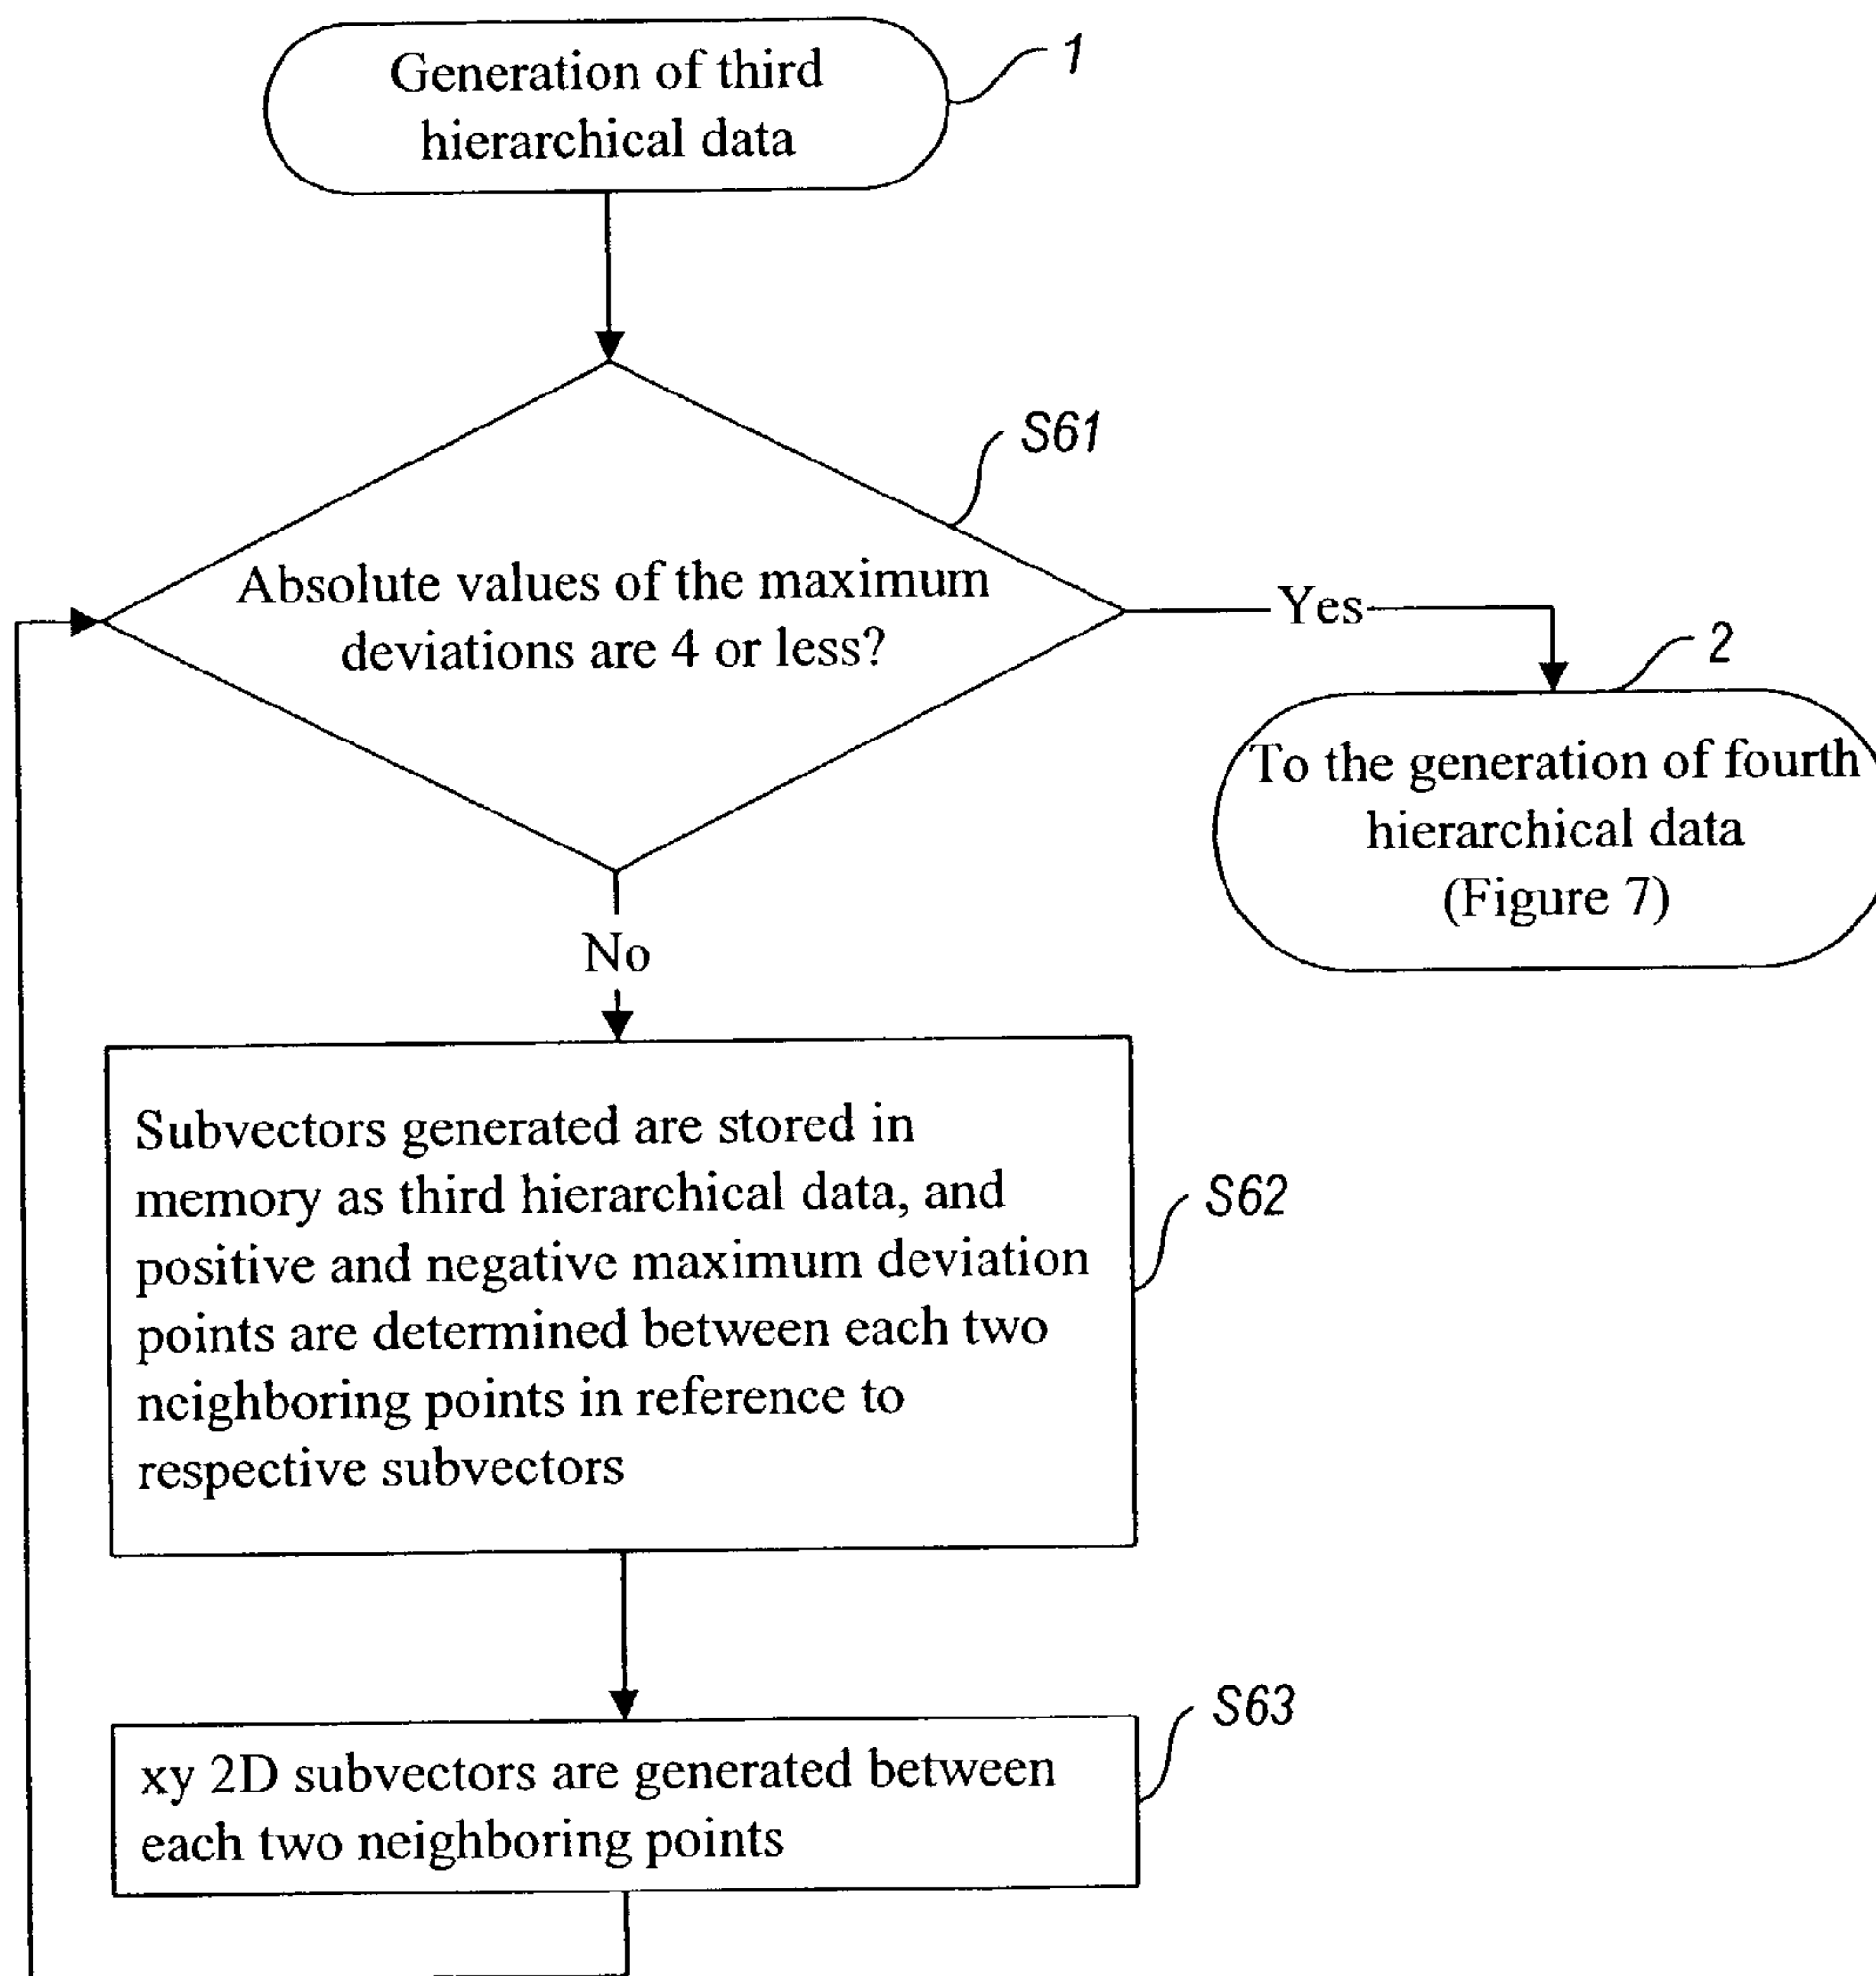 Generation of third
hierarchical data
1
S61
Absolute values of the maximum
deviations are 4 or less?
Yes
2
To the generation of fourth
hierarchical data
(Figure 7)
No
Subvectors generated are stored in
memory as third hierarchical data, and
positive and negative maximum deviation
points are determined between each two
neighboring points in reference to
respective subvectors
S62
xy 2D subvectors are generated between
each two neighboring points
S63